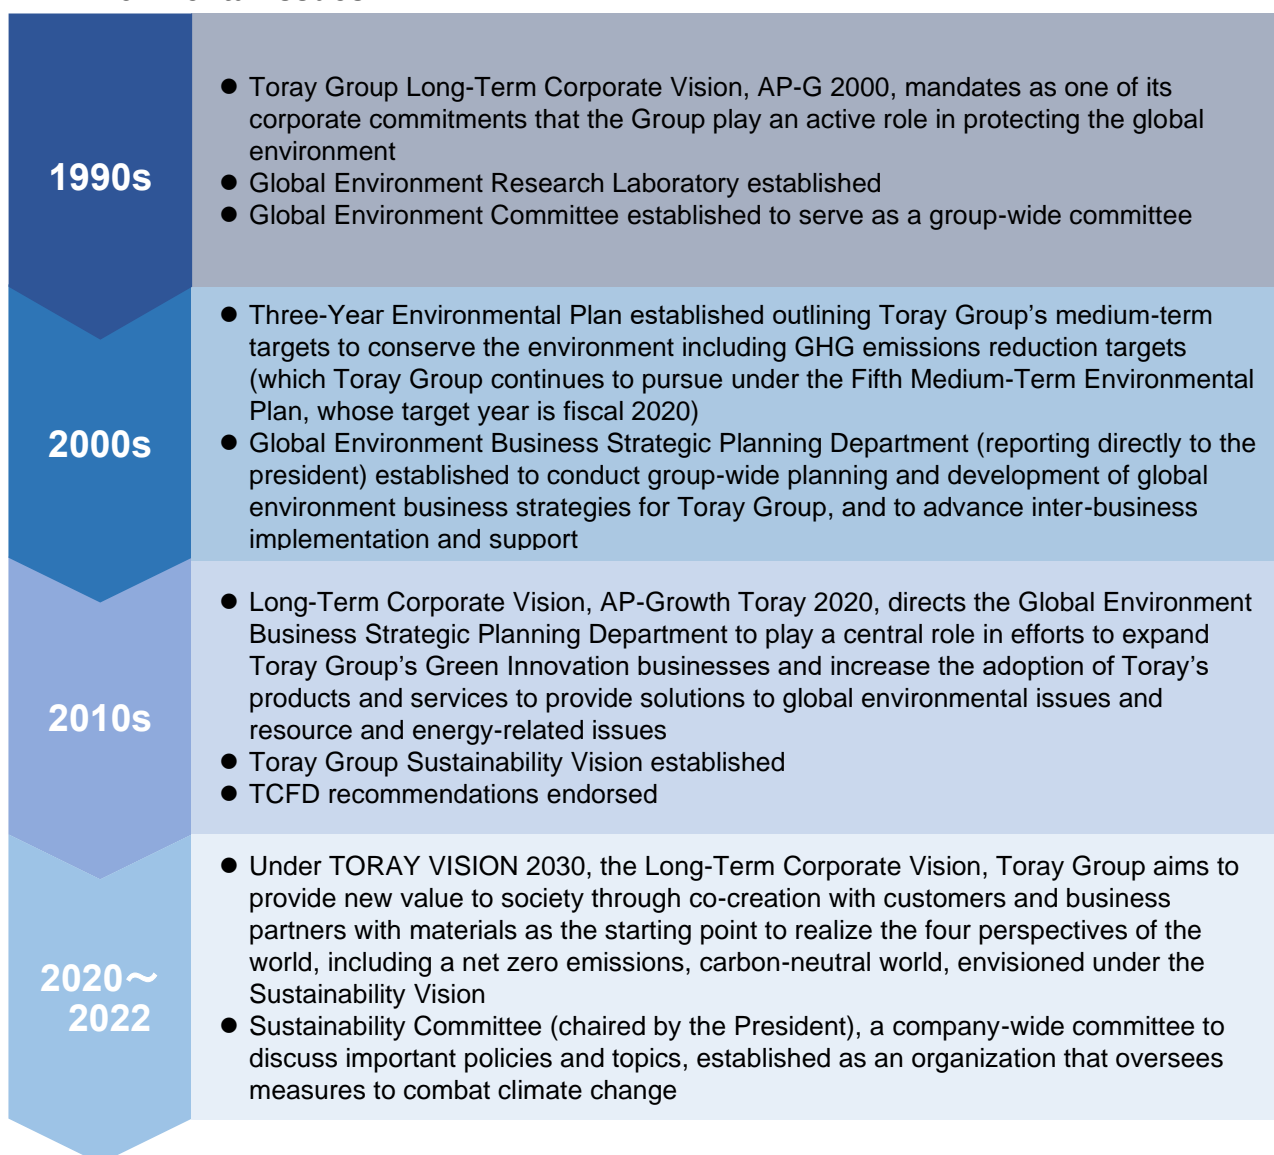 1990s
● Toray Group Long-Term Corporate Vision, AP-G 2000, mandates as one of its
corporate commitments that the Group play an active role in protecting the global
environment
● Global Environment Research Laboratory established
● Global Environment Committee established to serve as a group-wide committee
2000s
● Three-Year Environmental Plan established outlining Toray Group’s medium-term
targets to conserve the environment including GHG emissions reduction targets
(which Toray Group continues to pursue under the Fifth Medium-Term Environmental
Plan, whose target year is fiscal 2020)
● Global Environment Business Strategic Planning Department (reporting directly to the
president) established to conduct group-wide planning and development of global
environment business strategies for Toray Group, and to advance inter-business
implementation and support
2010s
● Long-Term Corporate Vision, AP-Growth Toray 2020, directs the Global Environment
Business Strategic Planning Department to play a central role in efforts to expand
Toray Group’s Green Innovation businesses and increase the adoption of Toray’s
products and services to provide solutions to global environmental issues and
resource and energy-related issues
● Toray Group Sustainability Vision established
● TCFD recommendations endorsed
2020～
2022
● Under TORAY VISION 2030, the Long-Term Corporate Vision, Toray Group aims to
provide new value to society through co-creation with customers and business
partners with materials as the starting point to realize the four perspectives of the
world, including a net zero emissions, carbon-neutral world, envisioned under the
Sustainability Vision
● Sustainability Committee (chaired by the President), a company-wide committee to
discuss important policies and topics, established as an organization that oversees
measures to combat climate change